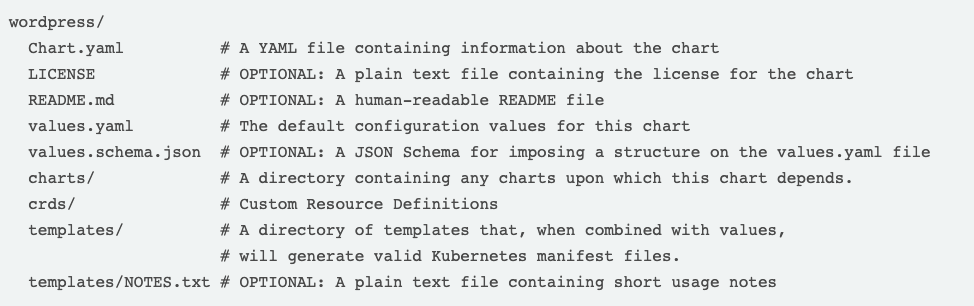 wordpress/
  Chart.yaml          # A YAML file containing information about the chart
  LICENSE             # OPTIONAL: A plain text file containing the license for the chart
  README.md           # OPTIONAL: A human-readable README file
  values.yaml         # The default configuration values for this chart
  values.schema.json  # OPTIONAL: A JSON Schema for imposing a structure on the values.yaml file
  charts/             # A directory containing any charts upon which this chart depends.
  crds/               # Custom Resource Definitions
  templates/          # A directory of templates that, when combined with values,
                      # will generate valid Kubernetes manifest files.
  templates/NOTES.txt # OPTIONAL: A plain text file containing short usage notes